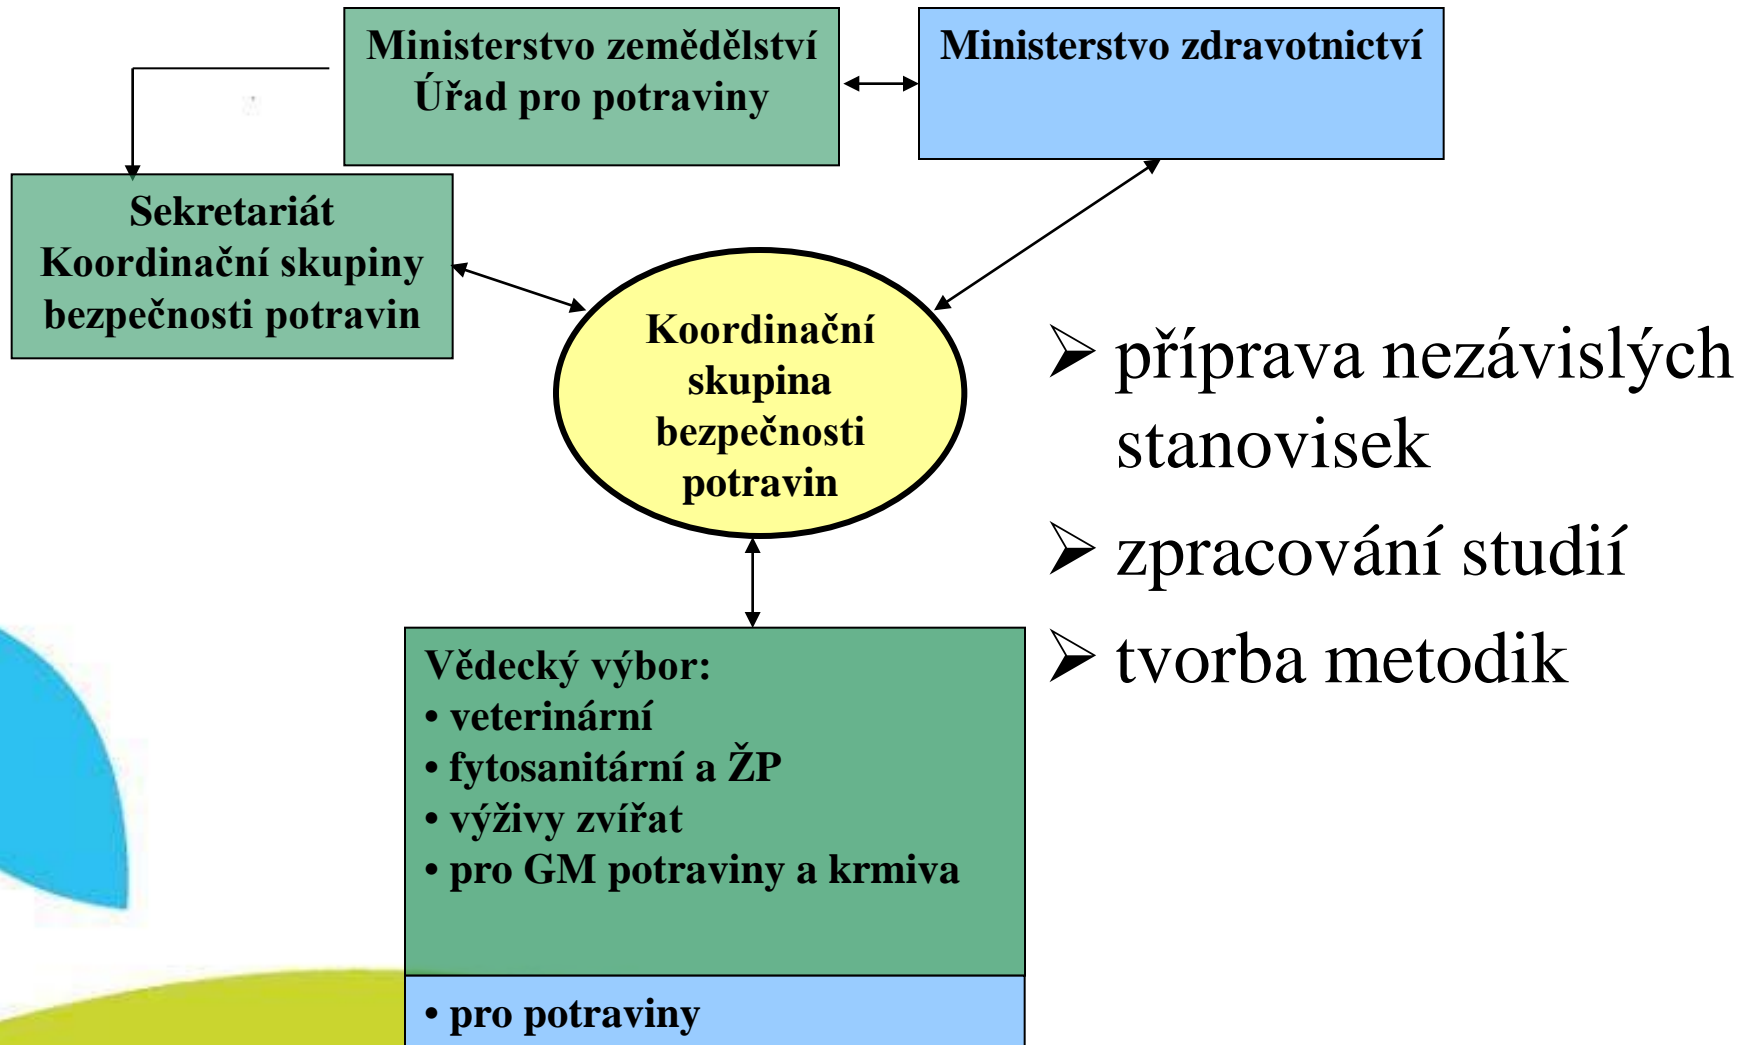 Ministerstvo zemědělství
Úřad pro potraviny
Ministerstvo zdravotnictví
Sekretariát
Koordinační skupiny
bezpečnosti potravin
Koordinační
skupina
bezpečnosti
potravin
➢ příprava nezávislých
stanovisek
➢ zpracování studií
➢ tvorba metodik
Vědecký výbor:
• veterinární
• fytosanitární a ŽP
• výživy zvířat
• pro GM potraviny a krmiva
• pro potraviny